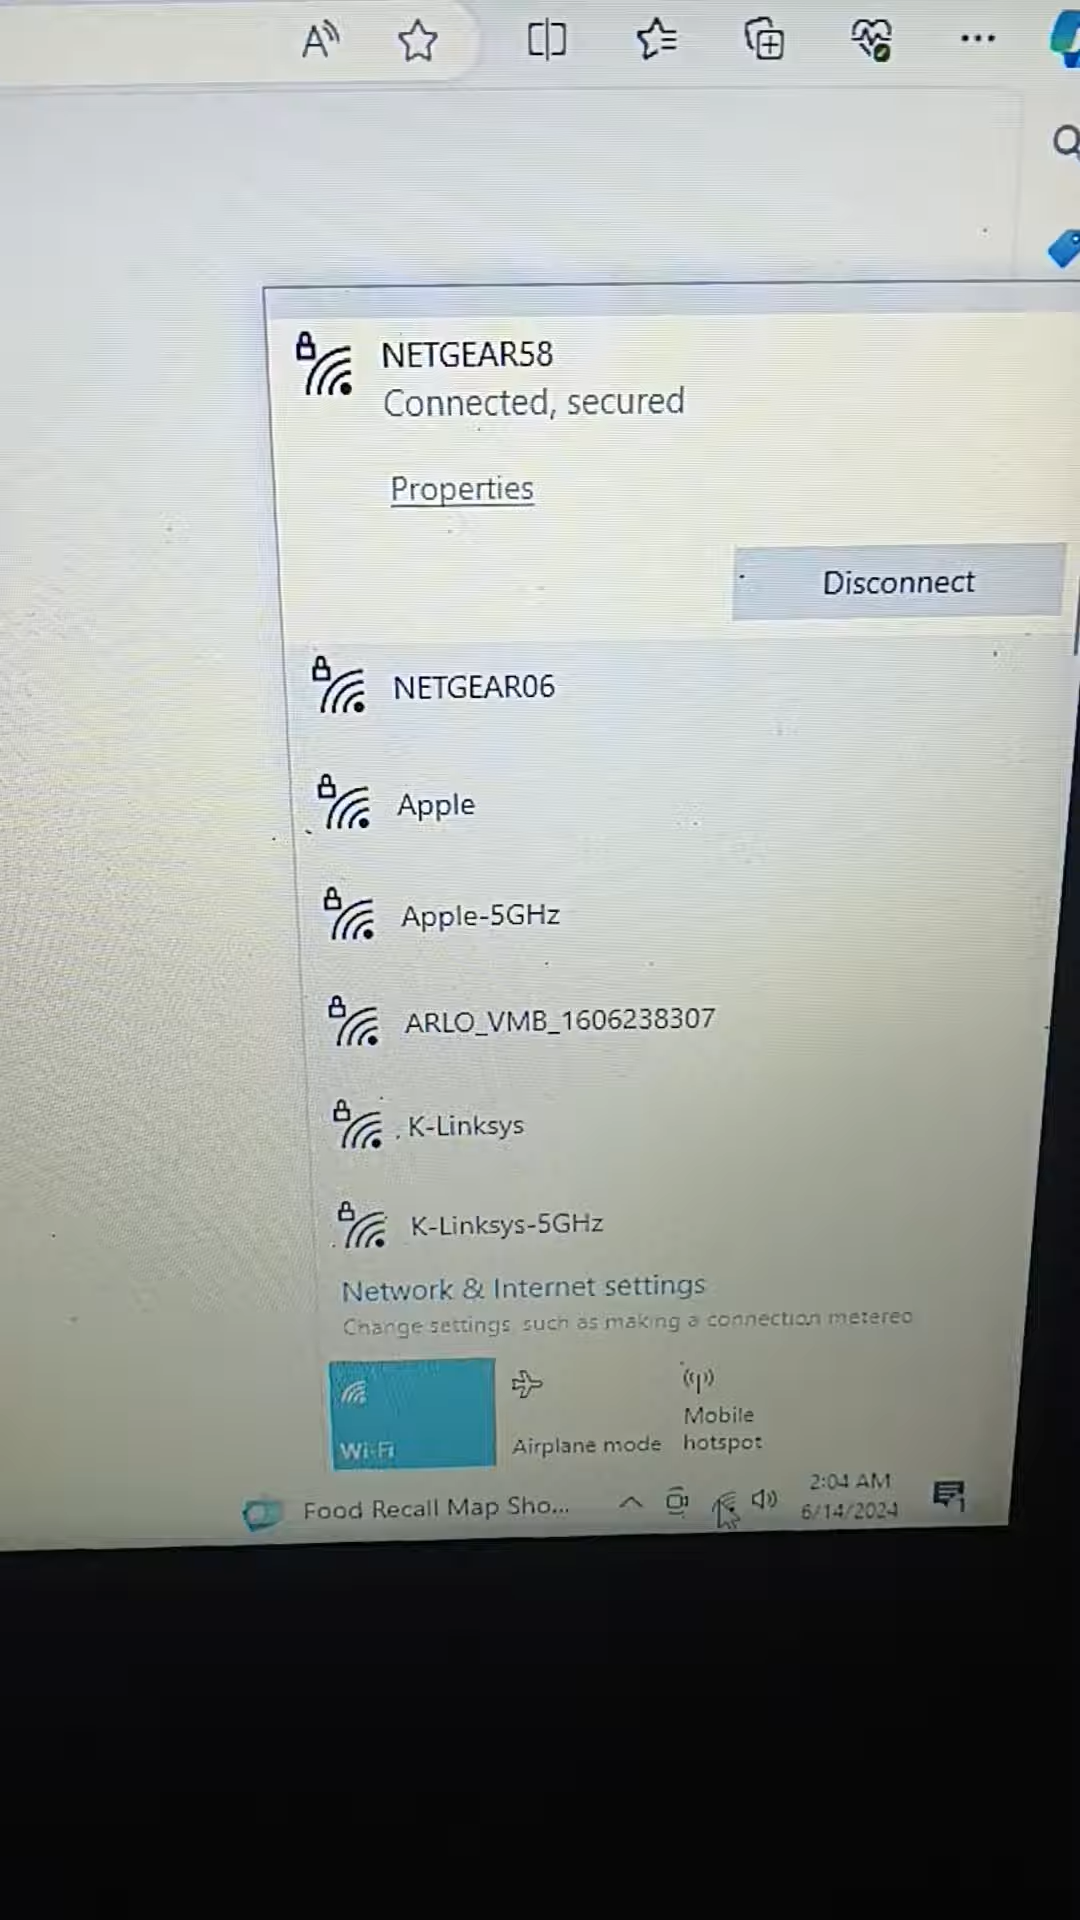 NETGEAR58
Connected, secured
Properties
Disconnect
NETGEAR06
Apple
Apple-5GHz
ARLO_VMB_1606238307
K-Linksys
K-Linksys-5GHz
Network & Internet settings
Change settings, such as making a connection metered
Wi-Fi
Airplane mode
Mobile
hotspot
Food Recall Map Sho...
2:04 AM
6/14/2024
1